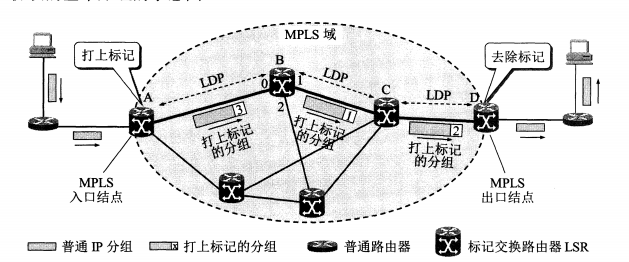 MPLS 域
打上标记
去除标记
LDP
B
LDP
LDP
A
0
1
2
C
D
3
1
2
打上标记
的分组
打上标记
的分组
打上标记
的分组
MPLS
入口结点
MPLS
出口结点
普通 IP 分组
x
打上标记的分组
普通路由器
标记交换路由器 LSR